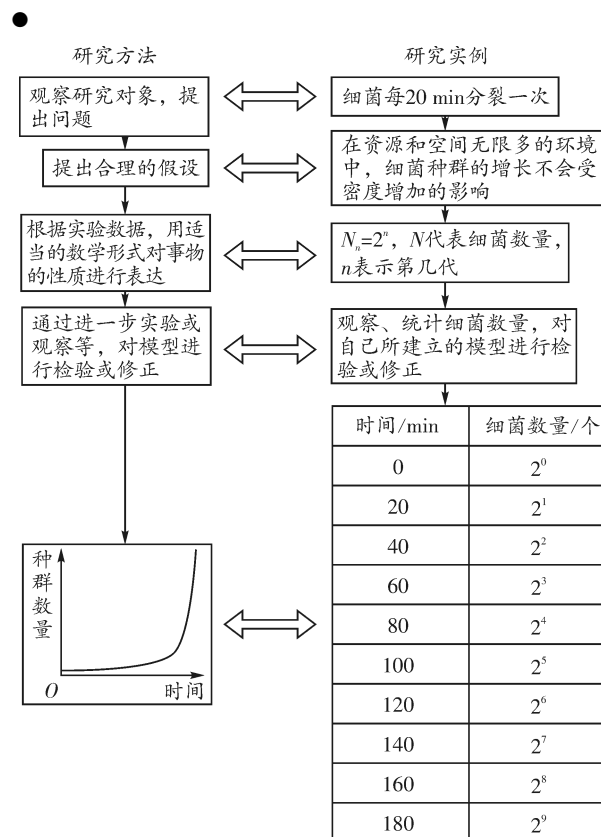 研究方法
研究实例
观察研究对象，提
出问题
细菌每20 min分裂一次
提出合理的假设
在资源和空间无限多的环境
中，细菌种群的增长不会受
密度增加的影响
根据实验数据，用适
当的数学形式对事物
的性质进行表达
Nₙ=2ⁿ，N代表细菌数量，
n表示第几代
通过进一步实验或
观察等，对模型进
行检验或修正
观察、统计细菌数量，对
自己所建立的模型进行检
验或修正
时间/min 细菌数量/个
0 2⁰
20 2¹
40 2²
60 2³
80 2⁴
100 2⁵
120 2⁶
140 2⁷
160 2⁸
180 2⁹
种群数量
O 时间